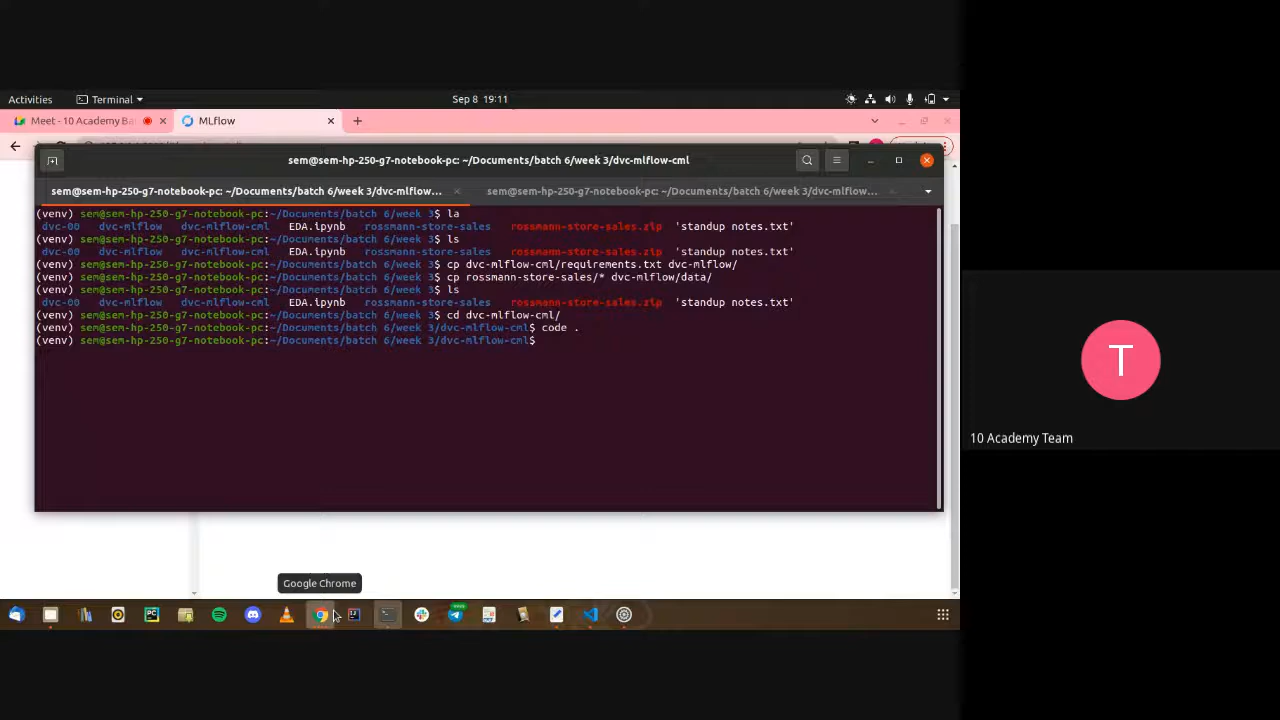 Activities
Terminal
Sep 8 19:11
Meet - 10 Academy Ba
MLflow
sem@sem-hp-250-g7-notebook-pc: ~/Documents/batch 6/week 3/dvc-mlflow-cml
sem@sem-hp-250-g7-notebook-pc: ~/Documents/batch 6/week 3/dvc-mlflow...
sem@sem-hp-250-g7-notebook-pc: ~/Documents/batch 6/week 3/dvc-mlflow...
(venv) sem@sem-hp-250-g7-notebook-pc:~/Documents/batch 6/week 3$ la
dvc-00 dvc-mlflow dvc-mlflow-cml EDA.ipynb rossmann-store-sales rossmann-store-sales.zip 'standup notes.txt'
(venv) sem@sem-hp-250-g7-notebook-pc:~/Documents/batch 6/week 3$ ls
dvc-00 dvc-mlflow dvc-mlflow-cml EDA.ipynb rossmann-store-sales rossmann-store-sales.zip 'standup notes.txt'
(venv) sem@sem-hp-250-g7-notebook-pc:~/Documents/batch 6/week 3$ cp dvc-mlflow-cml/requirements.txt dvc-mlflow/
(venv) sem@sem-hp-250-g7-notebook-pc:~/Documents/batch 6/week 3$ cp rossmann-store-sales/* dvc-mlflow/data/
(venv) sem@sem-hp-250-g7-notebook-pc:~/Documents/batch 6/week 3$ ls
dvc-00 dvc-mlflow dvc-mlflow-cml EDA.ipynb rossmann-store-sales rossmann-store-sales.zip 'standup notes.txt'
(venv) sem@sem-hp-250-g7-notebook-pc:~/Documents/batch 6/week 3$ cd dvc-mlflow-cml/
(venv) sem@sem-hp-250-g7-notebook-pc:~/Documents/batch 6/week 3/dvc-mlflow-cml$ code .
(venv) sem@sem-hp-250-g7-notebook-pc:~/Documents/batch 6/week 3/dvc-mlflow-cml$
T
10 Academy Team
Google Chrome